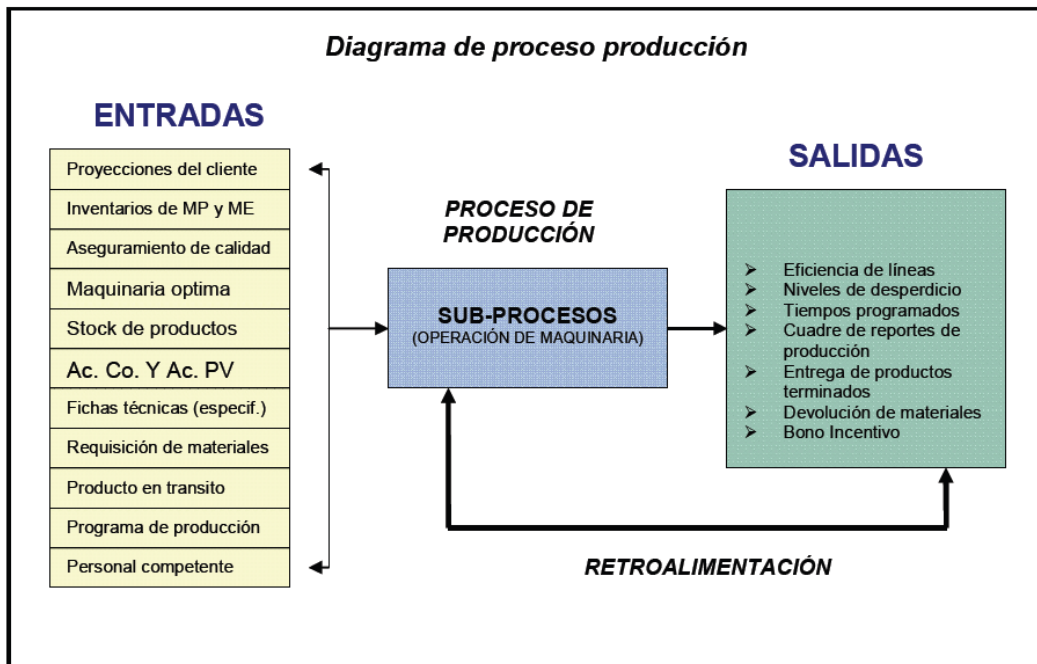 Diagrama de proceso producción
ENTRADAS
Proyecciones del cliente
Inventarios de MP y ME
Aseguramiento de calidad
Maquinaria optima
Stock de productos
Ac. Co. Y Ac. PV
Fichas técnicas (especif.)
Requisición de materiales
Producto en transito
Programa de producción
Personal competente
PROCESO DE
PRODUCCIÓN
SUB-PROCESOS
(OPERACIÓN DE MAQUINARIA)
SALIDAS
Eficiencia de líneas
Niveles de desperdicio
Tiempos programados
Cuadre de reportes de
producción
Entrega de productos
terminados
Devolución de materiales
Bono Incentivo
RETROALIMENTACIÓN